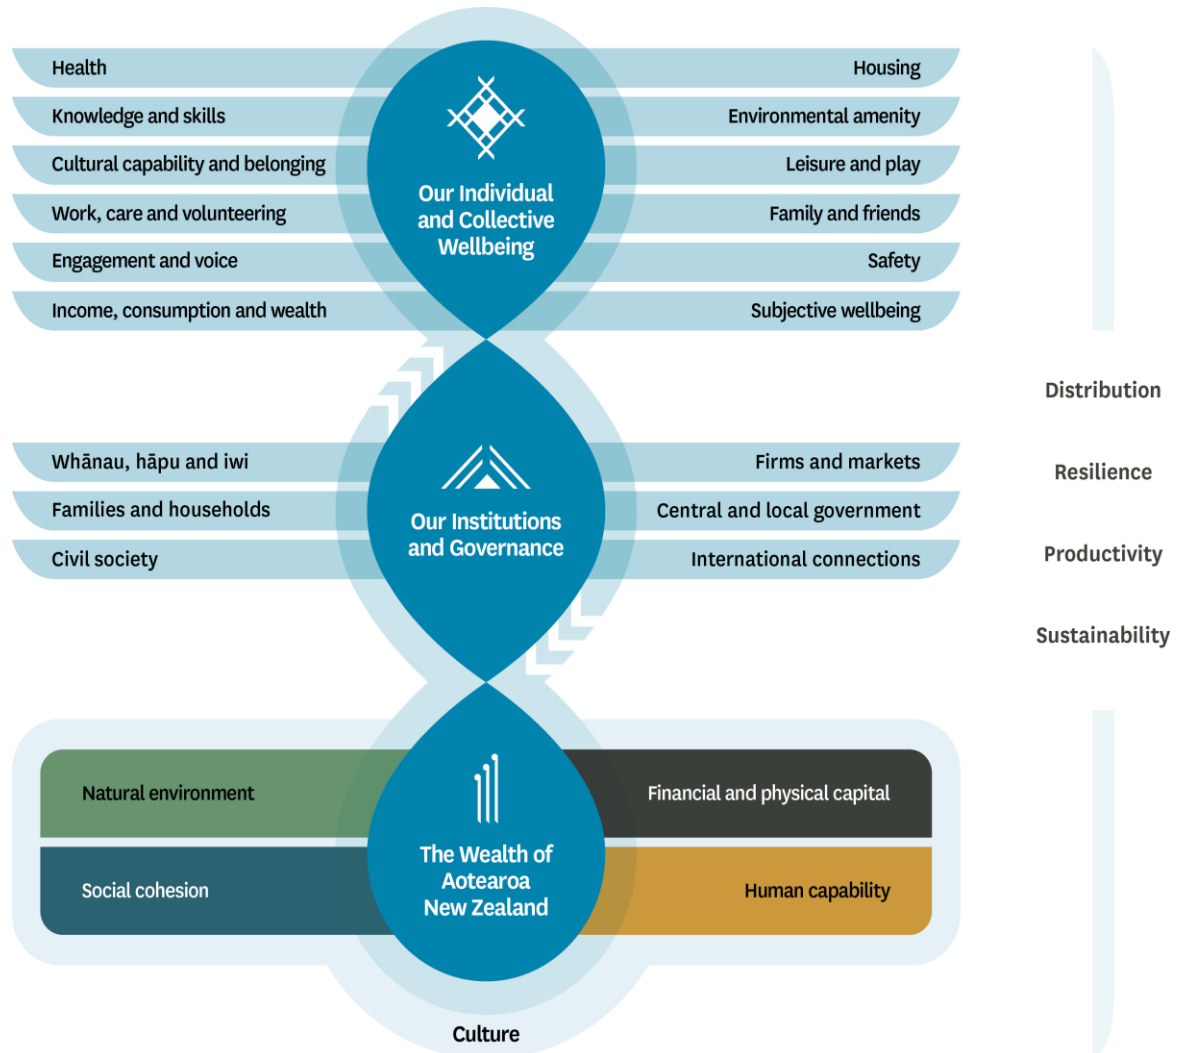 Health
Knowledge and skills
Cultural capability and belonging
Work, care and volunteering
Engagement and voice
Income, consumption and wealth
Our Individual
and Collective
Wellbeing
Housing
Environmental amenity
Leisure and play
Family and friends
Safety
Subjective wellbeing
Whānau, hāpu and iwi
Families and households
Civil society
Our Institutions
and Governance
Firms and markets
Central and local government
International connections
Natural environment
Social cohesion
The Wealth of
Aotearoa
New Zealand
Financial and physical capital
Human capability
Culture
Distribution
Resilience
Productivity
Sustainability